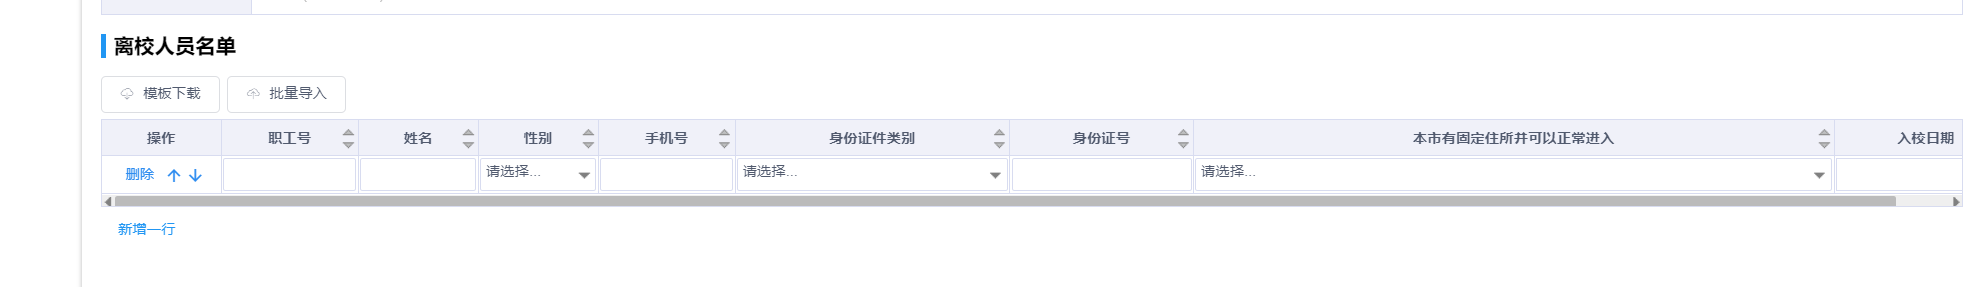 离校人员名单
模板下载 批量导入
操作 职工号 姓名 性别 手机号 身份证件类别 身份证号 本市有固定住所并可以正常进入 入校日期
删除 请选择... 请选择... 请选择...
新增一行